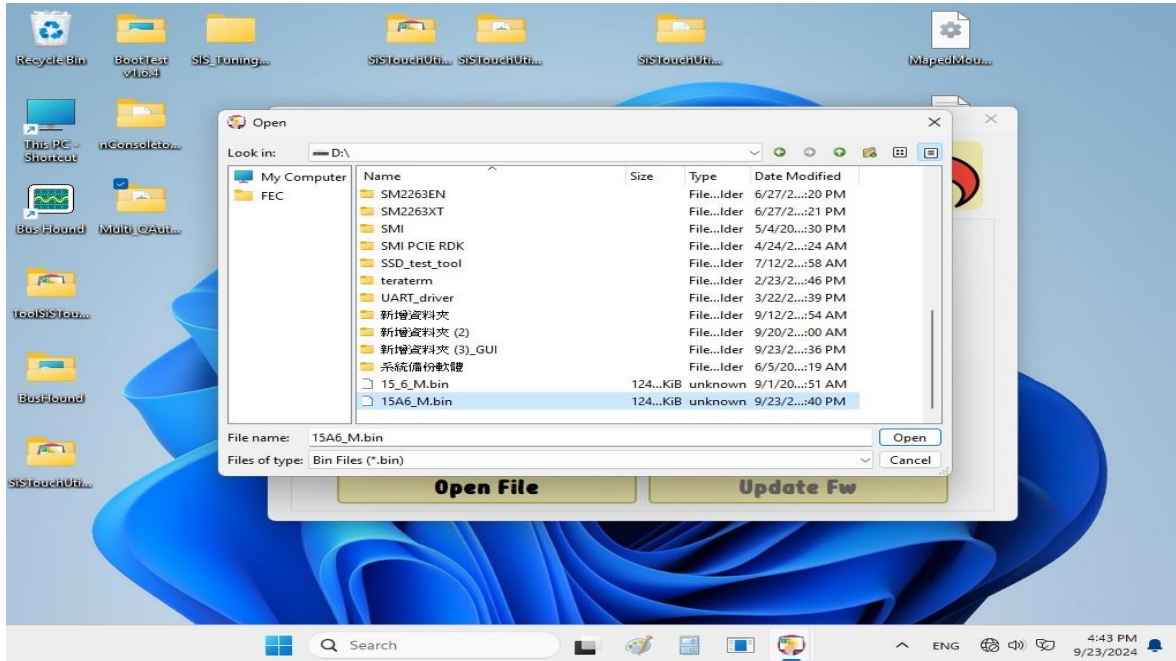 Recycle Bin
BootTest v1.6.4
SIS_Tuning...
SiSTouchUti...
SiSTouchUti...
SiSTouchUti...
MapedMou...
This PC - Shortcut
nConsoleto...
Bus Hound
Multi_QAut...
ToolSiSTou...
BusHound
SiSTouchUti...
Open
Look in:
D:\
My Computer
FEC
Name Size Type Date Modified
SM2263EN File...lder 6/27/2...:20 PM
SM2263XT File...lder 6/27/2...:21 PM
SMI File...lder 5/4/20...:30 PM
SMI PCIE RDK File...lder 4/24/2...:24 AM
SSD_test_tool File...lder 7/12/2...:58 AM
teraterm File...lder 2/23/2...:46 PM
UART_driver File...lder 3/22/2...:39 PM
新增資料夾 File...lder 9/12/2...:54 AM
新增資料夾 (2) File...lder 9/20/2...:00 AM
新增資料夾 (3)_GUI File...lder 9/23/2...:36 PM
系統備份軟體 File...lder 6/5/20...:19 AM
15_6_M.bin 124...KiB unknown 9/1/20...:51 AM
15A6_M.bin 124...KiB unknown 9/23/2...:40 PM
File name: 15A6_M.bin Open
Files of type: Bin Files (*.bin) Cancel
Open File
Update Fw
Search
ENG
4:43 PM
9/23/2024